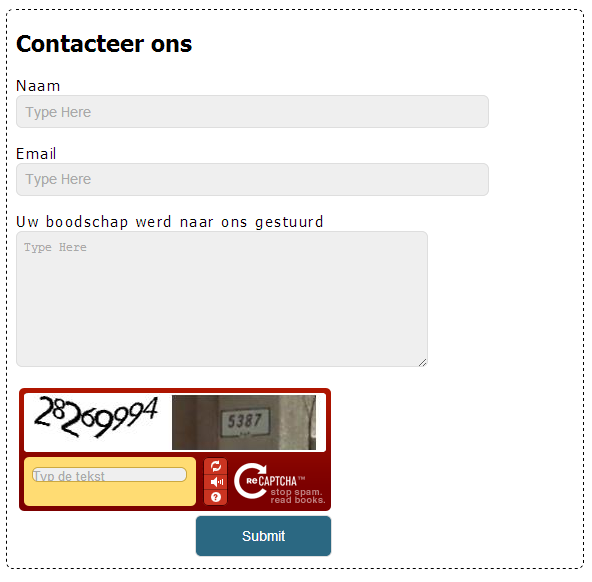 Contacteer ons
Naam
Type Here
Email
Type Here
Uw boodschap werd naar ons gestuurd
Type Here
28269994 5387
Typ de tekst
reCAPTCHA™
stop spam.
read books.
Submit